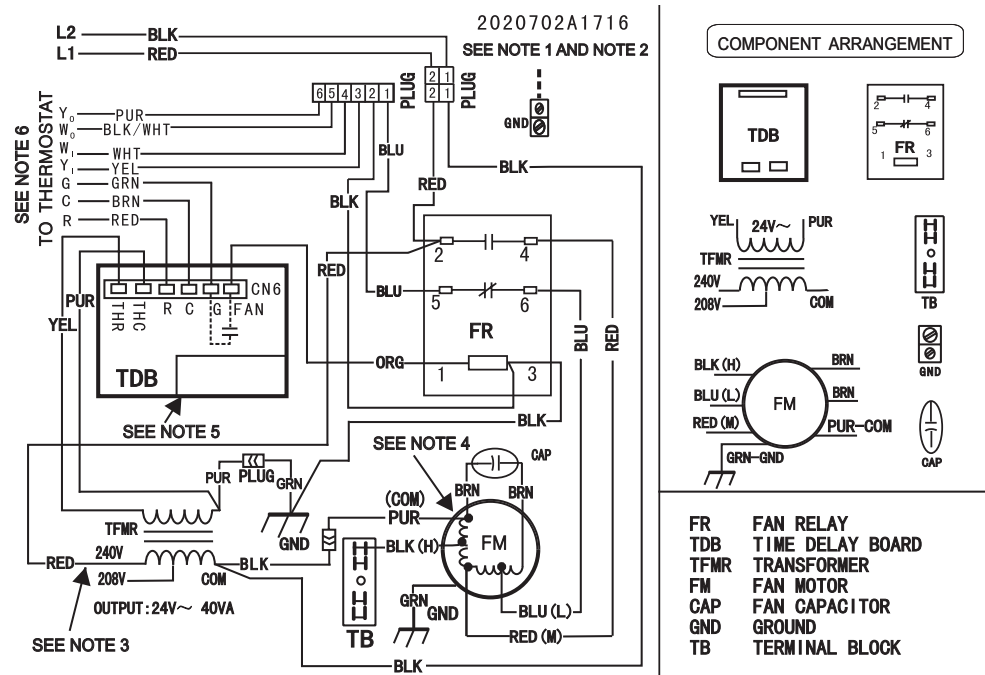 2020702A1716
SEE NOTE 1 AND NOTE 2
L2 BLK
L1 RED
2 1
2 1
PLUG
PLUG
6 5 4 3 2 1
GND
SEE NOTE 6
TO THERMOSTAT
Y0 PUR
W0 BLK/WHT
W1 WHT
Y1 YEL
G GRN
C BRN
R RED
BLU
BLK
RED
BLK
RED
2 4
BLU
5 6
FR
ORG
1 3
BLU
RED
BLK
PUR
YEL
CN6
THR THC R C G FAN
TDB
SEE NOTE 5
SEE NOTE 4
CAP
BRN BRN
PUR PLUG GRN
GND
(COM)
PUR
BLK(H)
FM
TFMR
240V
RED
208V
COM
BLK
OUTPUT:24V～ 40VA
SEE NOTE 3
TB
GRN GND
BLU(L)
RED(M)
BLK
COMPONENT ARRANGEMENT
TDB
2 4
5 6
FR
1 3
YEL 24V～ PUR
TFMR
240V
208V
COM
TB
GND
BLK(H) BRN
BLU(L) BRN
FM
RED(M) PUR-COM
GRN-GND
CAP
FR FAN RELAY
TDB TIME DELAY BOARD
TFMR TRANSFORMER
FM FAN MOTOR
CAP FAN CAPACITOR
GND GROUND
TB TERMINAL BLOCK